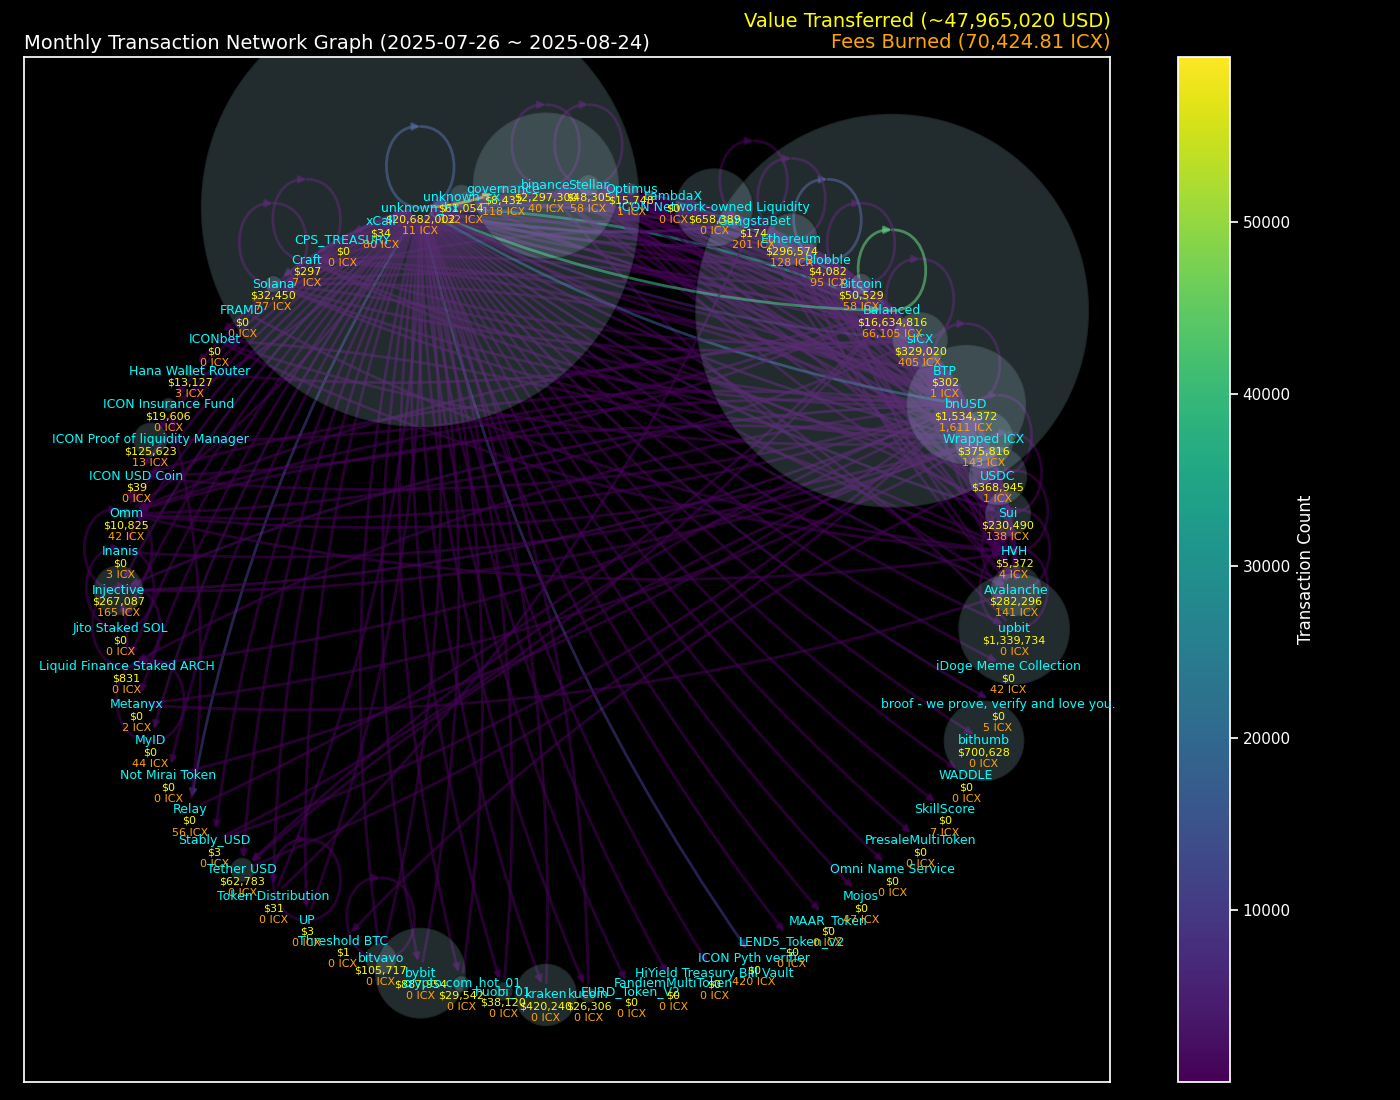 Value Transferred (~47,965,020 USD)
Monthly Transaction Network Graph (2025-07-26 ~ 2025-08-24)
Fees Burned (70,424.81 ICX)
binance
$2,297,300
40 ICX
Stellar
$48,305
58 ICX
Optimus
$15,748
1 ICX
lambdaX
$0
0 ICX
ICON Network-owned Liquidity
$658,389
0 ICX
GangstaBet
$174
201 ICX
Ethereum
$296,574
128 ICX
Blobble
$4,082
95 ICX
Bitcoin
$50,529
58 ICX
Balanced
$16,634,816
66,105 ICX
sICX
$329,020
405 ICX
BTP
$302
1 ICX
bnUSD
$1,534,372
1,611 ICX
Wrapped ICX
$375,816
143 ICX
USDC
$368,945
1 ICX
Sui
$230,490
138 ICX
HVH
$5,372
4 ICX
Avalanche
$282,296
141 ICX
upbit
$1,339,734
0 ICX
iDoge Meme Collection
$0
42 ICX
broof - we prove, verify and love you.
$0
5 ICX
bithumb
$700,628
0 ICX
WADDLE
$0
0 ICX
SkillScore
$0
7 ICX
PresaleMultiToken
$0
0 ICX
Omni Name Service
$0
0 ICX
Mojos
$0
47 ICX
MAAR_Token
$0
0 ICX
LEND5_Token_V2
$0
0 ICX
ICON Pyth verifier
$0
420 ICX
HiYield Treasury Bill Vault
$0
0 ICX
FandiemMultiToken
$0
0 ICX
EURD_Token_V2
$0
0 ICX
kucoin
$26,306
0 ICX
kraken
$420,240
0 ICX
huobi_01
$38,120
0 ICX
0 ICX
bybit
$887,954
0 ICX
bitvavo
$105,717
0 ICX
Threshold BTC
$1
0 ICX
UP
$3
0 ICX
Token Distribution
$31
0 ICX
Tether USD
$62,783
0 ICX
Stably_USD
$3
0 ICX
Relay
$0
56 ICX
Not Mirai Token
$0
0 ICX
MyID
$0
44 ICX
Metanyx
$0
2 ICX
Liquid Finance Staked ARCH
$831
0 ICX
Jito Staked SOL
$0
0 ICX
Injective
$267,087
165 ICX
Inanis
$0
3 ICX
Omm
$10,825
42 ICX
ICON USD Coin
$39
0 ICX
ICON Proof of liquidity Manager
$125,623
13 ICX
ICON Insurance Fund
$19,606
0 ICX
Hana Wallet Router
$13,127
3 ICX
ICONbet
$0
0 ICX
FRAMD
$0
0 ICX
Solana
$32,450
77 ICX
Craft
$297
7 ICX
CPS_TREASURY
$0
0 ICX
xCall
$34
80 ICX
$20,682,002
11 ICX
$61,054
governance
$6,432
118 ICX
50000
40000
30000
20000
10000
Transaction Count